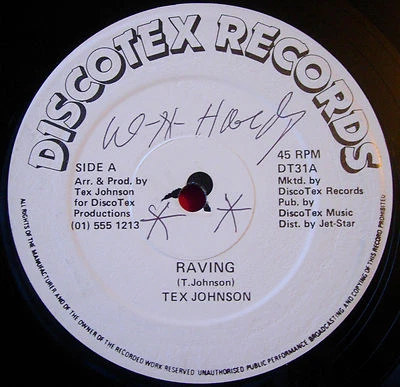 DISCOTEX RECORDS
W-H Hardy
SIDE A
Arr. & Prod. by
Tex Johnson
for DiscoTex
Productions
(01) 555 1213
45 RPM
DT31A
Mktd. by
DiscoTex Records
Pub. by
DiscoTex Music
Dist. by Jet-Star
RAVING
(T.Johnson)
TEX JOHNSON
ALL RIGHTS OF THE MANUFACTURER AND OF THE OWNER OF THE RECORDED WORK RESERVED UNAUTHORISED PUBLIC PERFORMANCE BROADCASTING AND COPYING OF THIS RECORD PROHIBITED